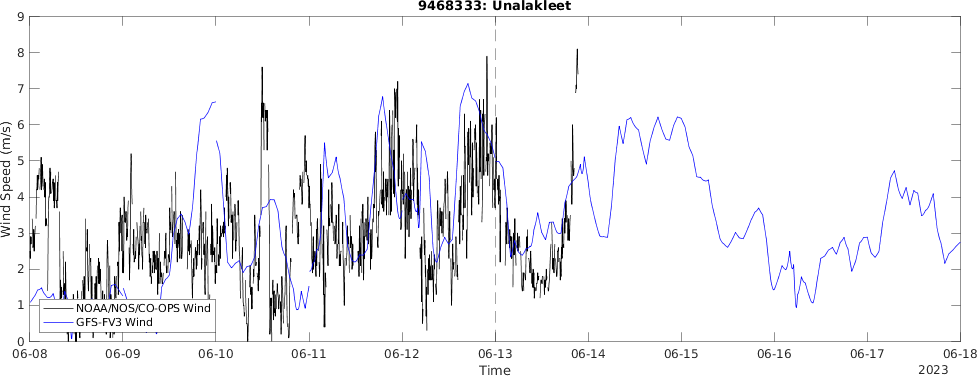 9468333: Unalakleet
9
8
7
6
5
4
3
2
1
0
Wind Speed (m/s)
NOAA/NOS/CO-OPS Wind
GFS-FV3 Wind
06-08 06-09 06-10 06-11 06-12 06-13 06-14 06-15 06-16 06-17 06-18
Time
2023